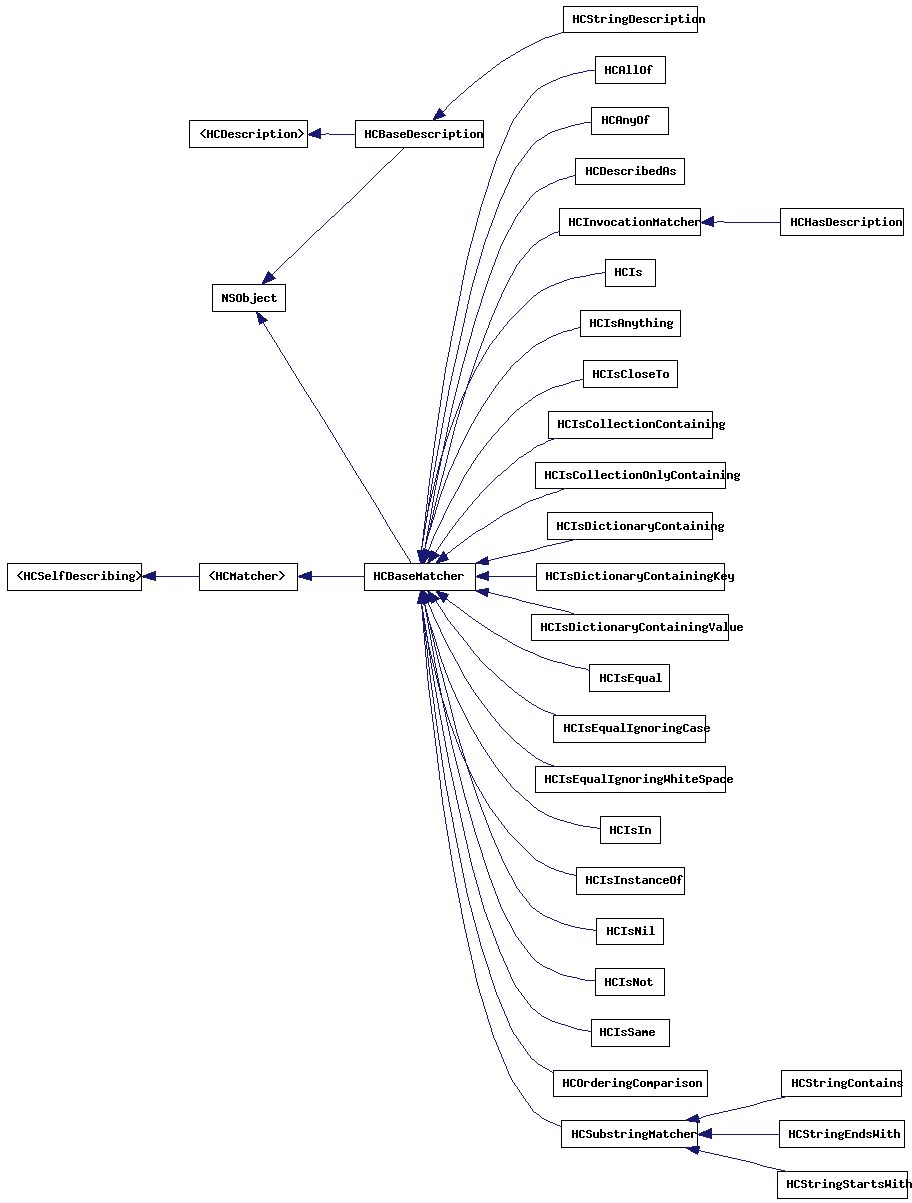 HCStringDescription
HCAllOf
HCAnyOf
<HCDescription>
HCBaseDescription
HCDescribedAs
HCInvocationMatcher
HCHasDescription
HCIs
NSObject
HCIsAnything
HCIsCloseTo
HCIsCollectionContaining
HCIsCollectionOnlyContaining
HCIsDictionaryContaining
<HCSelfDescribing>
<HCMatcher>
HCBaseMatcher
HCIsDictionaryContainingKey
HCIsDictionaryContainingValue
HCIsEqual
HCIsEqualIgnoringCase
HCIsEqualIgnoringWhiteSpace
HCIsIn
HCIsInstanceOf
HCIsNil
HCIsNot
HCIsSame
HCOrderingComparison
HCStringContains
HCSubstringMatcher
HCStringEndsWith
HCStringStartsWith